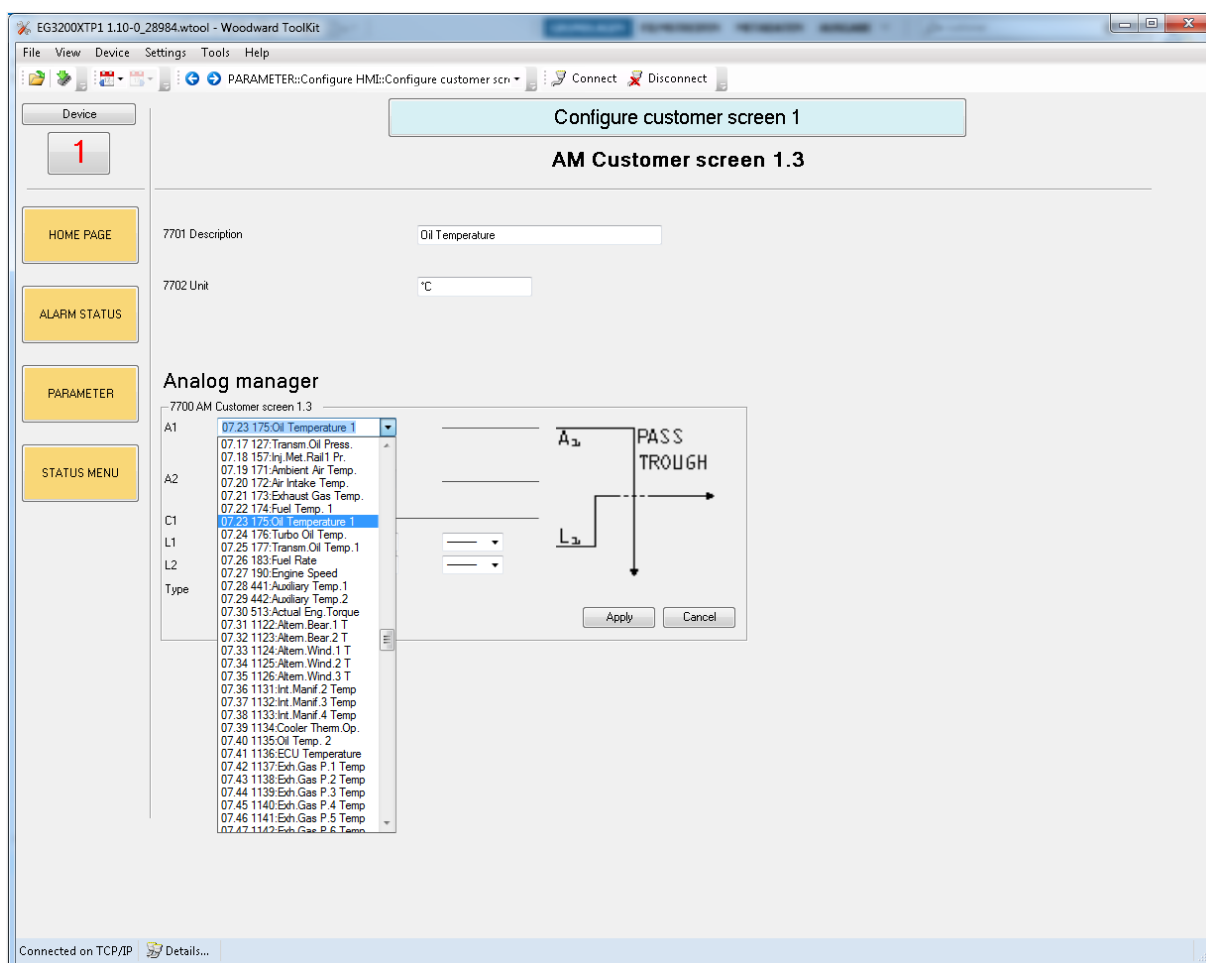 EG3200XTP1 1.10-0_28984.wtool - Woodward ToolKit
File View Device Settings Tools Help
PARAMETER::Configure HMI::Configure customer scr Connect Disconnect
Device
1
Configure customer screen 1
AM Customer screen 1.3
HOME PAGE
ALARM STATUS
PARAMETER
STATUS MENU
7701 Description Oil Temperature
7702 Unit °C
Analog manager
7700 AM Customer screen 1.3
A1 07.23 175:Oil Temperature 1
A2
C1
L1
L2
Type
07.17 127:Transm.Oil Press.
07.18 157:Inj.Met.Rail1 Pr.
07.19 171:Ambient Air Temp.
07.20 172:Air Intake Temp.
07.21 173:Exhaust Gas Temp.
07.22 174:Fuel Temp. 1
07.23 175:Oil Temperature 1
07.24 176:Turbo Oil Temp.
07.25 177:Transm.Oil Temp.1
07.26 183:Fuel Rate
07.27 190:Engine Speed
07.28 441:Auxiliary Temp.1
07.29 442:Auxiliary Temp.2
07.30 513:Actual Eng.Torque
07.31 1122:Altern.Bear.1 T
07.32 1123:Altern.Bear.2 T
07.33 1124:Altern.Wind.1 T
07.34 1125:Altern.Wind.2 T
07.35 1126:Altern.Wind.3 T
07.36 1131:Int.Manif.2 Temp
07.37 1132:Int.Manif.3 Temp
07.38 1133:Int.Manif.4 Temp
07.39 1134:Cooler Therm.Op.
07.40 1135:Oil Temp. 2
07.41 1136:ECU Temperature
07.42 1137:Exh.Gas P.1 Temp
07.43 1138:Exh.Gas P.2 Temp
07.44 1139:Exh.Gas P.3 Temp
07.45 1140:Exh.Gas P.4 Temp
07.46 1141:Exh.Gas P.5 Temp
07.47 1142:Exh.Gas P.6 Temp
A1 PASS
TROUGH
L1
Apply Cancel
Connected on TCP/IP Details...